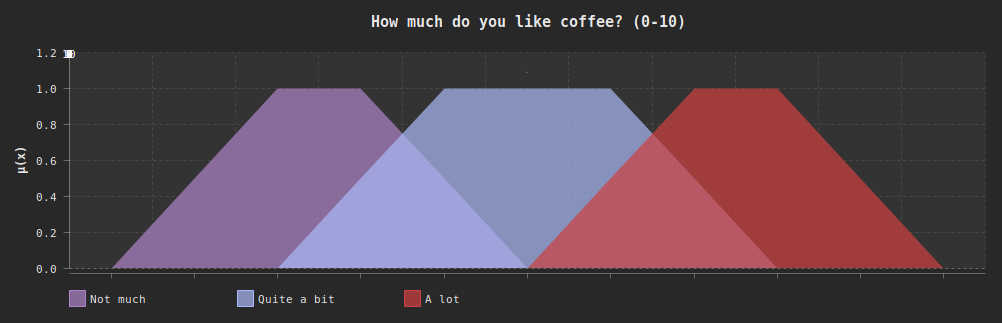 How much do you like coffee? (0-10)
1.2
1.0
0.8
0.6
0.4
0.2
0.0
μ(x)
Not much
Quite a bit
A lot